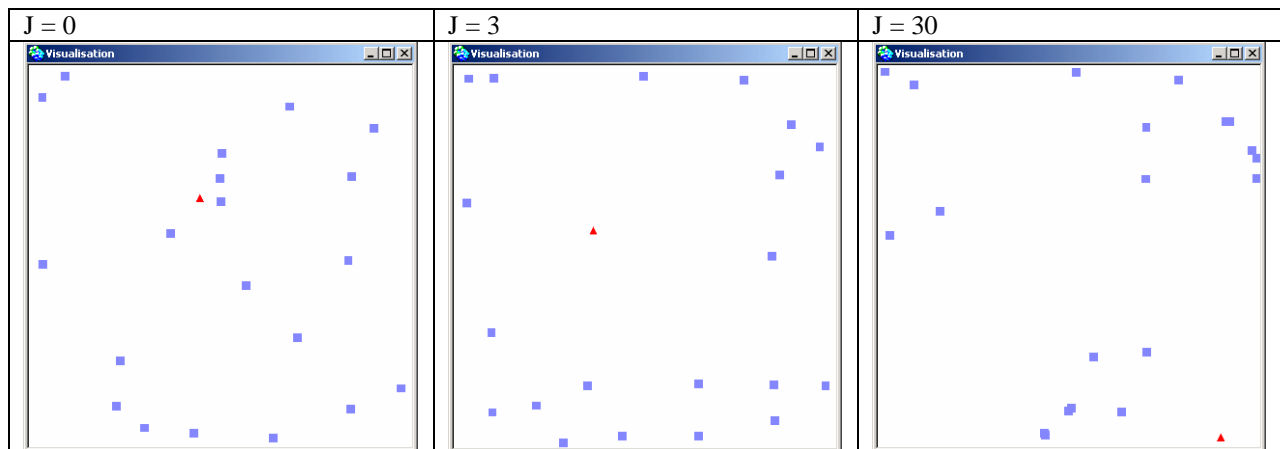 J = 0
J = 3
J = 30
Visualisation
Visualisation
Visualisation